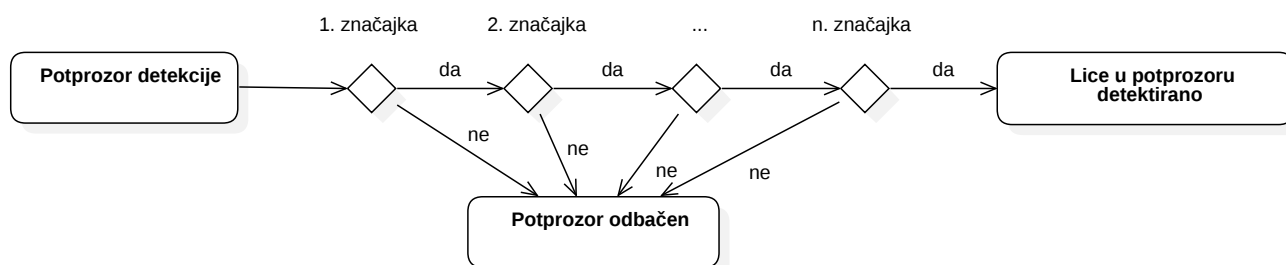 1. značajka
2. značajka
...
n. značajka
Potprozor detekcije
da
da
da
da
Lice u potprozoru
detektirano
ne
ne
ne
ne
Potprozor odbačen